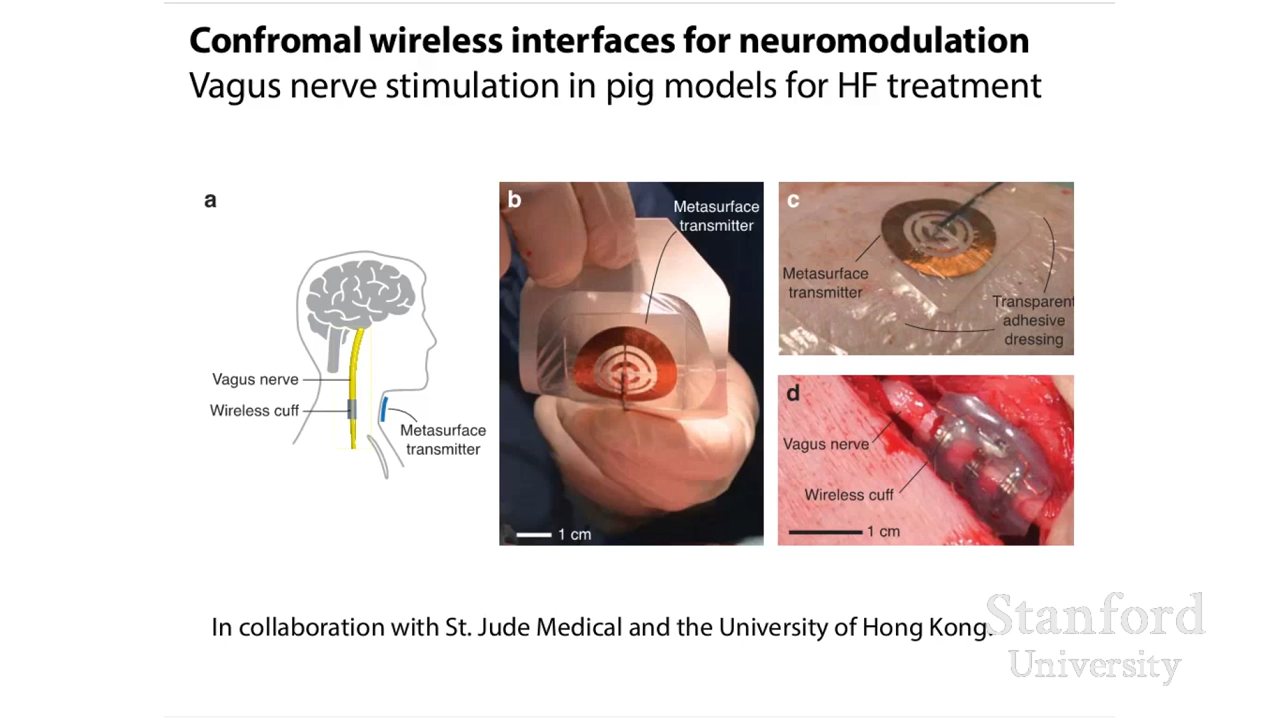 Confromal wireless interfaces for neuromodulation
Vagus nerve stimulation in pig models for HF treatment
a
Vagus nerve
Wireless cuff
Metasurface
transmitter
b
Metasurface
transmitter
1 cm
c
Metasurface
transmitter
Transparent
adhesive
dressing
d
Vagus nerve
Wireless cuff
1 cm
In collaboration with St. Jude Medical and the University of Hong Kong.
Stanford
University